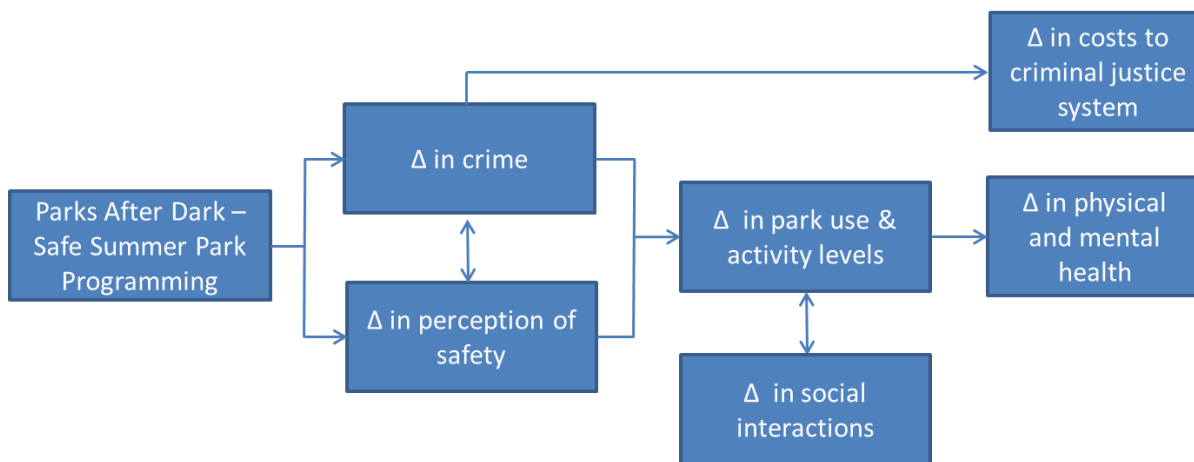 Δ in costs to
criminal justice
system
Δ in crime
Parks After Dark –
Safe Summer Park
Programming
Δ in park use &
activity levels
Δ in physical
and mental
health
Δ in perception of
safety
Δ in social
interactions